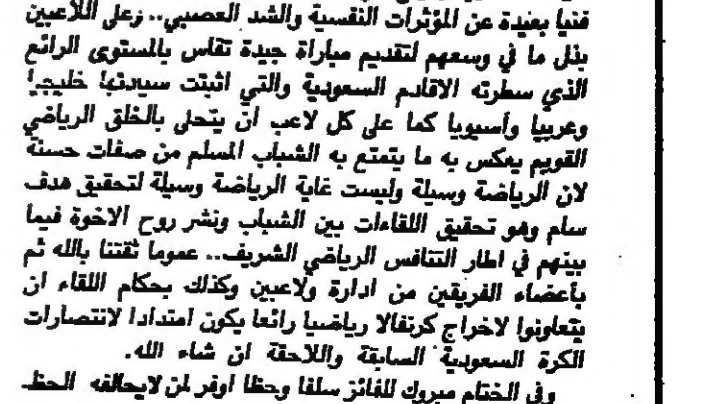 فنيا بعيدة عن المؤثرات النفسية والشد العصبي.. وعلى اللاعبين
بذل ما في وسعهم لتقديم مباراة جيدة تقاس بالمستوى الرائع
الذي سطرته الاقدام السعودية والتي اثبتت سيادتها خليجيا
وعربيا وآسيويا كما على كل لاعب أن يتحلى بالخلق الرياضي
القويم يعكس به ما يتمتع به الشباب المسلم من صفات حسنة
لان الرياضة وسيلة وليست غاية الرياضة وسيلة لتحقيق هدف
سام وهو تحقيق اللقاءات بين الشباب ونشر روح الاخوة فيما
بينهم في اطار التنافس الرياضي الشريف.. عموما ثقتنا بالله ثم
بأعضاء الفريقين من ادارة ولاعبين وكذلك بحكام اللقاء ان
يتعاونوا لاخراج كرنفالا رياضيا رائعا يكون امتدادا لانتصارات
الكرة السعودية السابقة واللاحقة ان شاء الله.
وفي الختام مبروك للفائز سلفا وحظا اوفر لمن لايحالفه الحظ